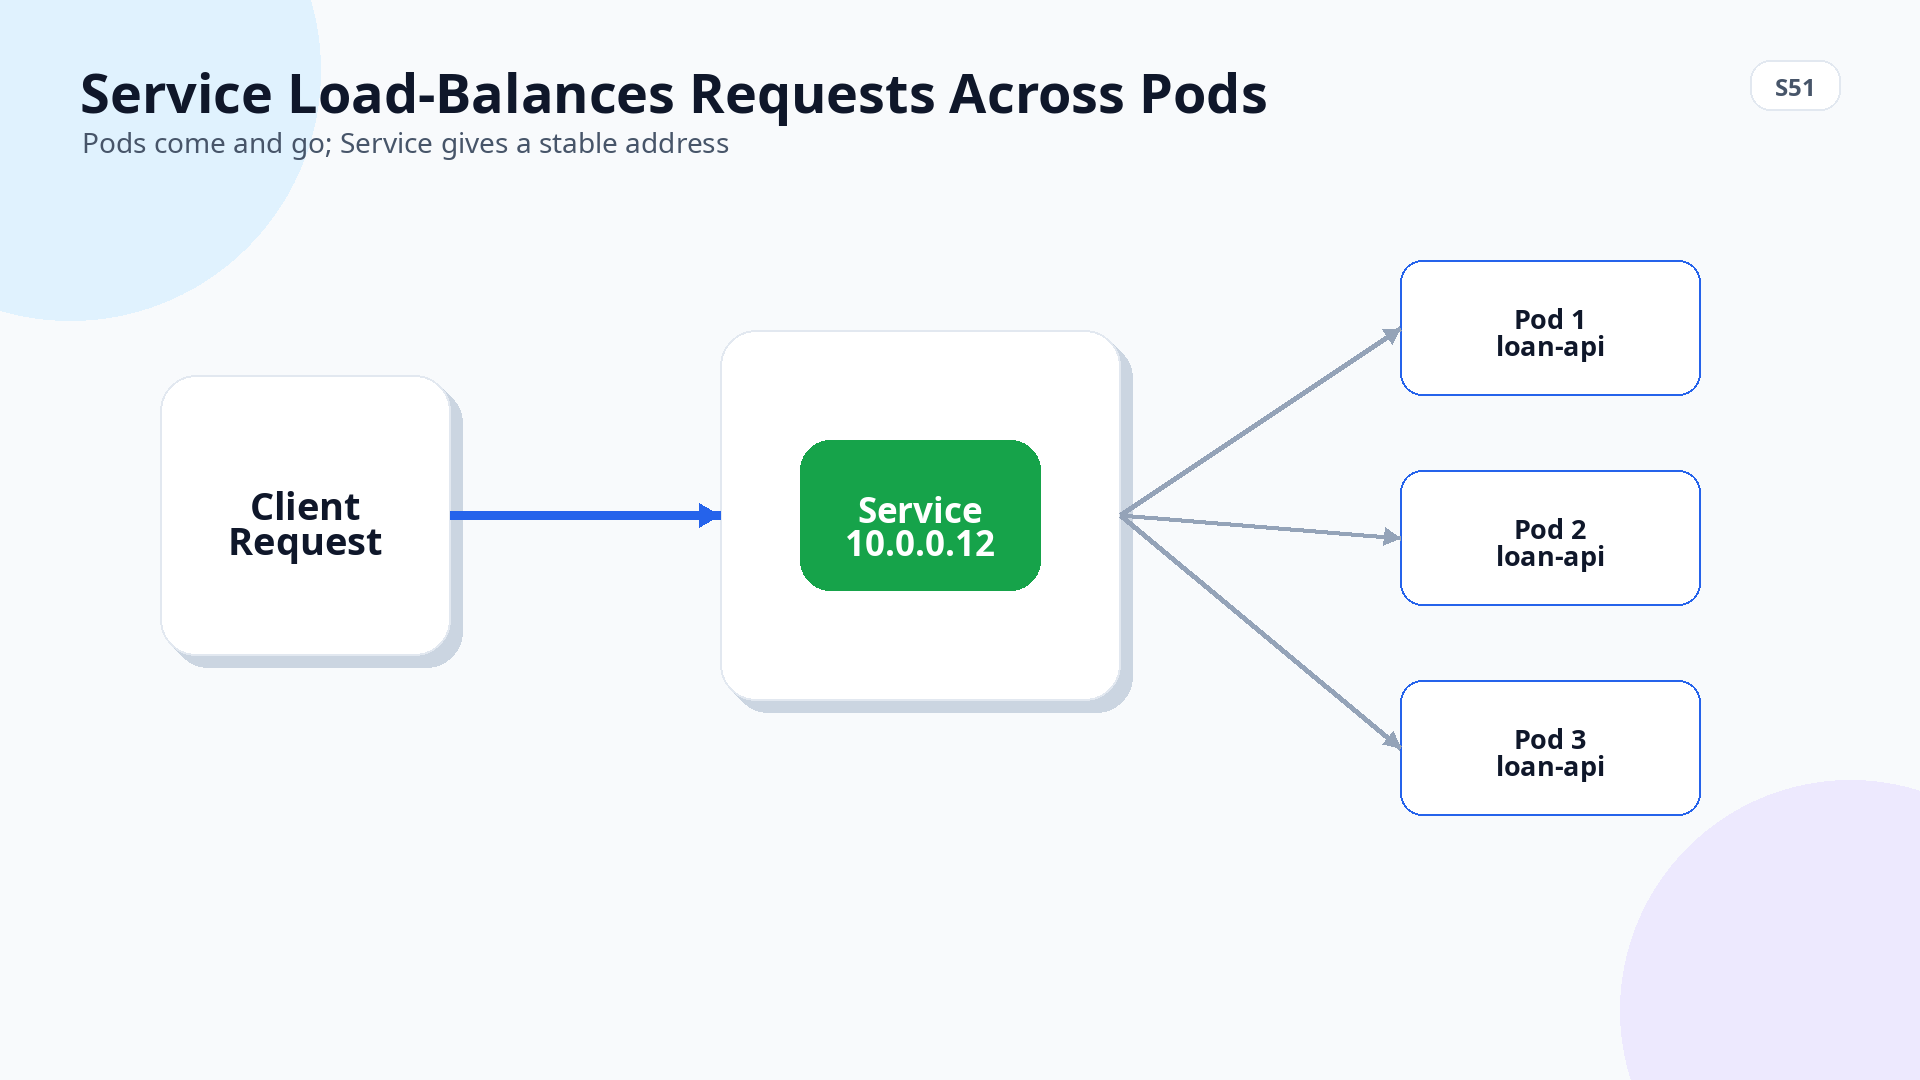 Service Load-Balances Requests Across Pods
S51
Pods come and go; Service gives a stable address
Client
Request
Service
10.0.0.12
Pod 1
loan-api
Pod 2
loan-api
Pod 3
loan-api